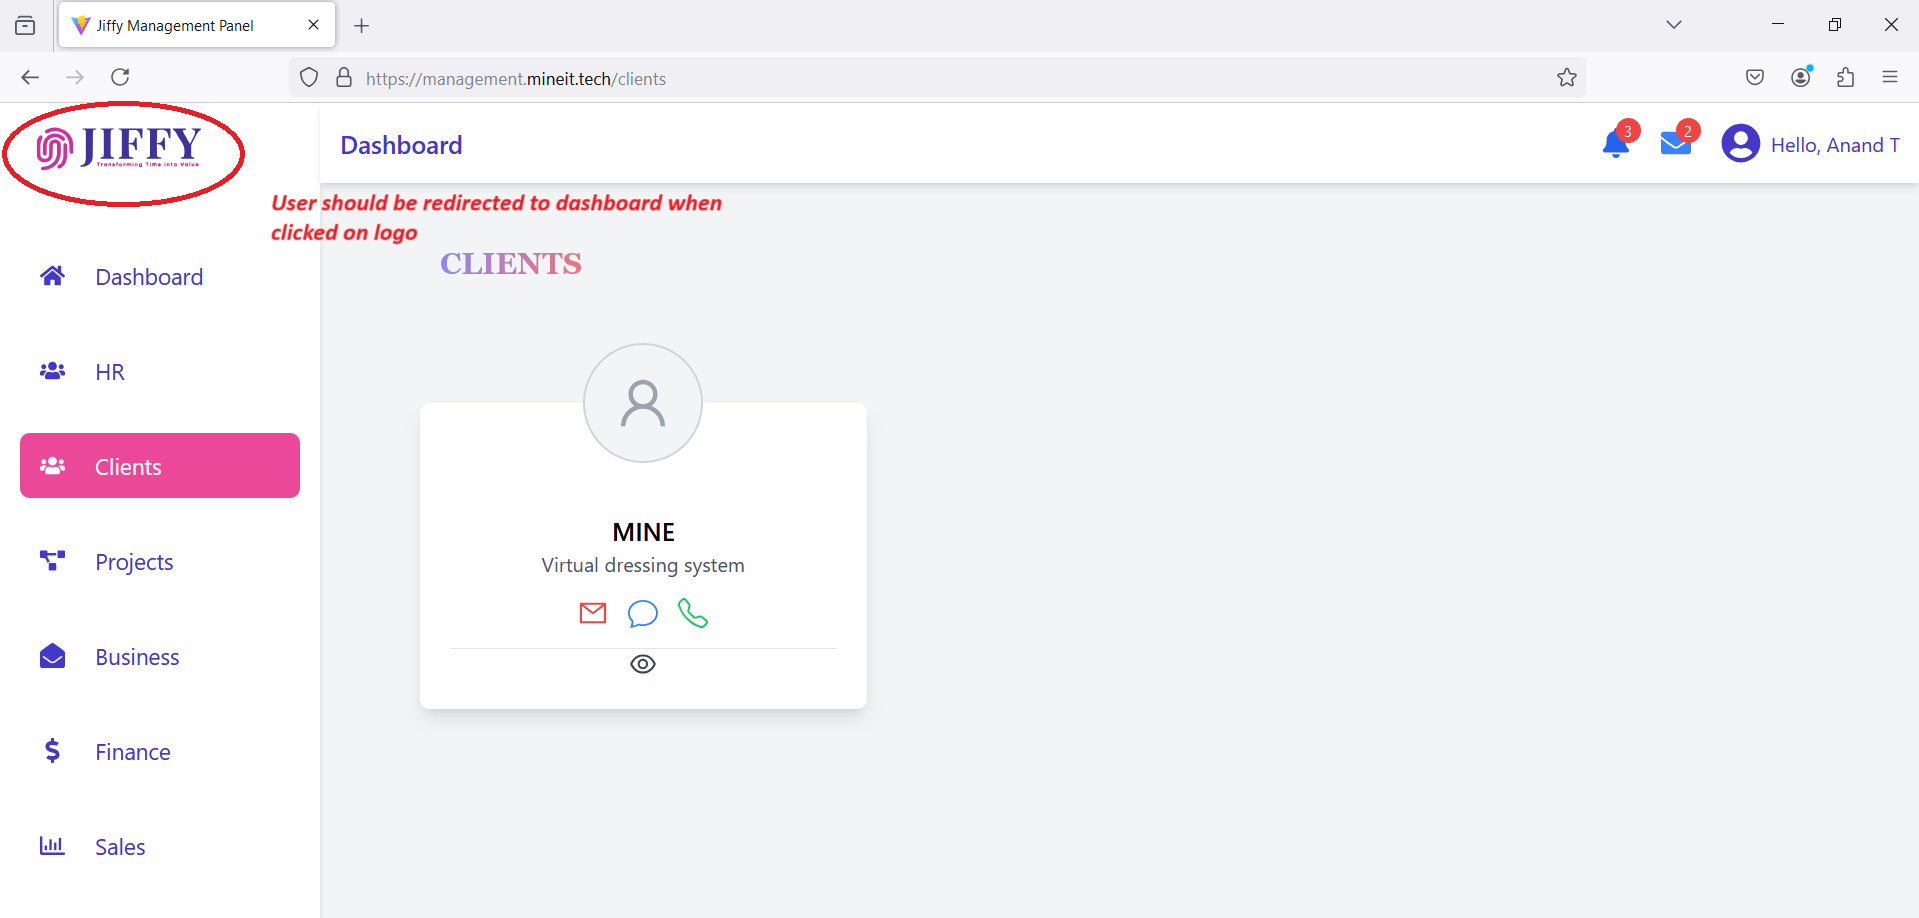 Jiffy Management Panel
https://management.mineit.tech/clients
JIFFY
Transforming Time into Value
Dashboard
3
2
Hello, Anand T
User should be redirected to dashboard when
clicked on logo
CLIENTS
Dashboard
HR
Clients
Projects
Business
Finance
Sales
MINE
Virtual dressing system